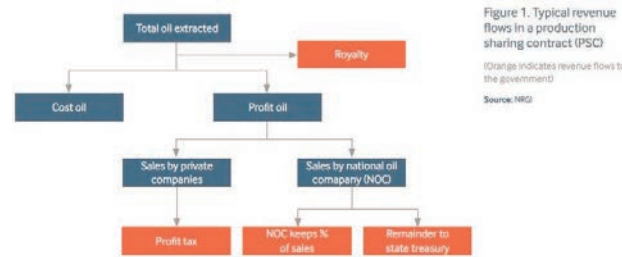 Total oil extracted
Royalty
Cost oil
Profit oil
Sales by private
companies
Sales by national oil
comapany (NOC)
Profit tax
NOC keeps %
of sales
Remainder to
state treasury
Figure 1. Typical revenue
flows in a production
sharing contract (PSC)
(Orange indicates revenue flows to
the government)
Source: NRGI